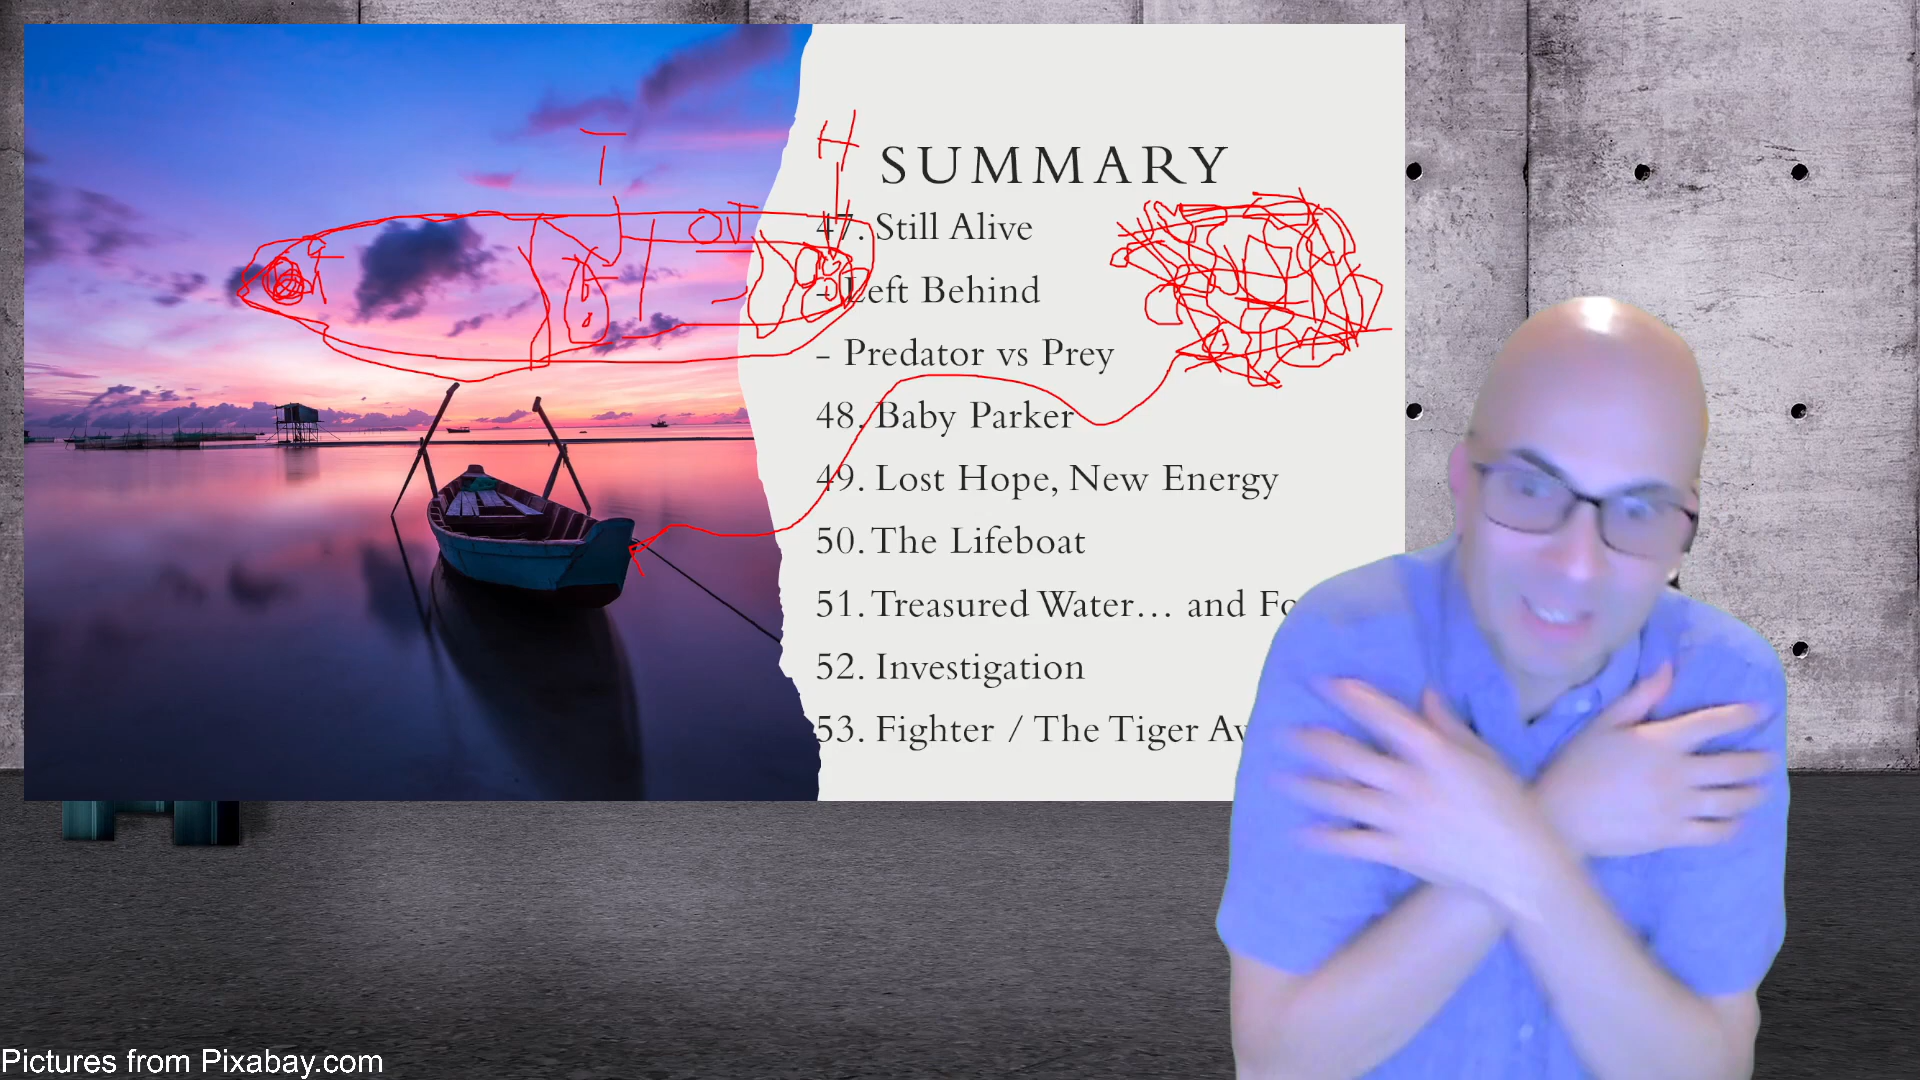 T
H
SUMMARY
OT
47. Still Alive
- Left Behind
- Predator vs Prey
48. Baby Parker
49. Lost Hope, New Energy
50. The Lifeboat
51. Treasured Water... and
52. Investigation
53. Fighter / The Tiger
Pictures from Pixabay.com